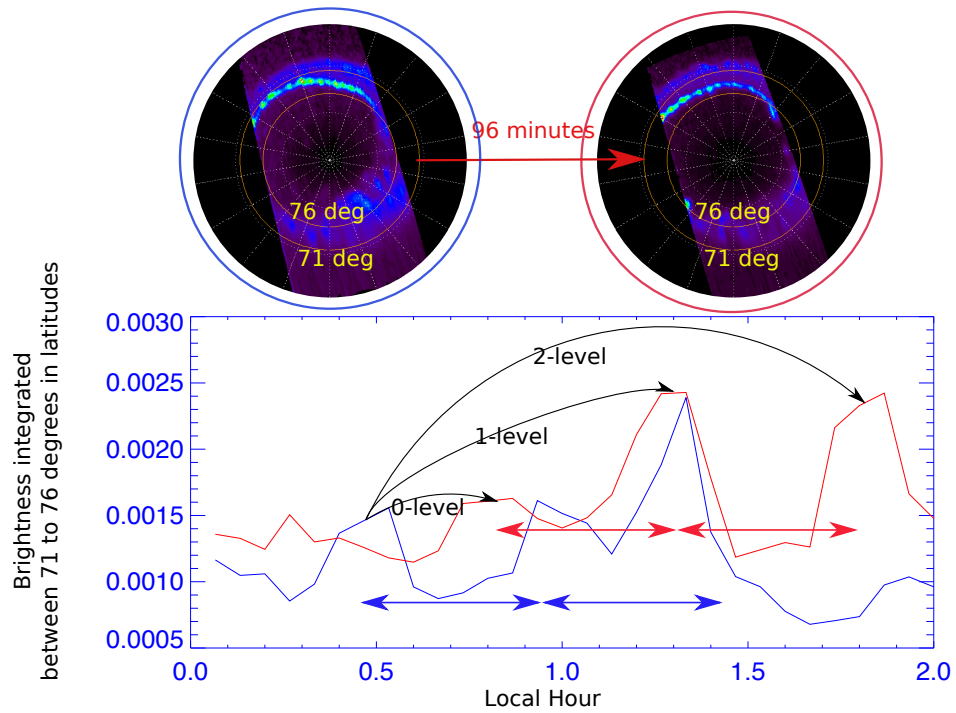 96 minutes
76 deg
71 deg
76 deg
71 deg
Brightness integrated
between 71 to 76 degrees in latitudes
0.0030
0.0025
0.0020
0.0015
0.0010
0.0005
2-level
1-level
0-level
0.0
0.5
1.0
1.5
2.0
Local Hour